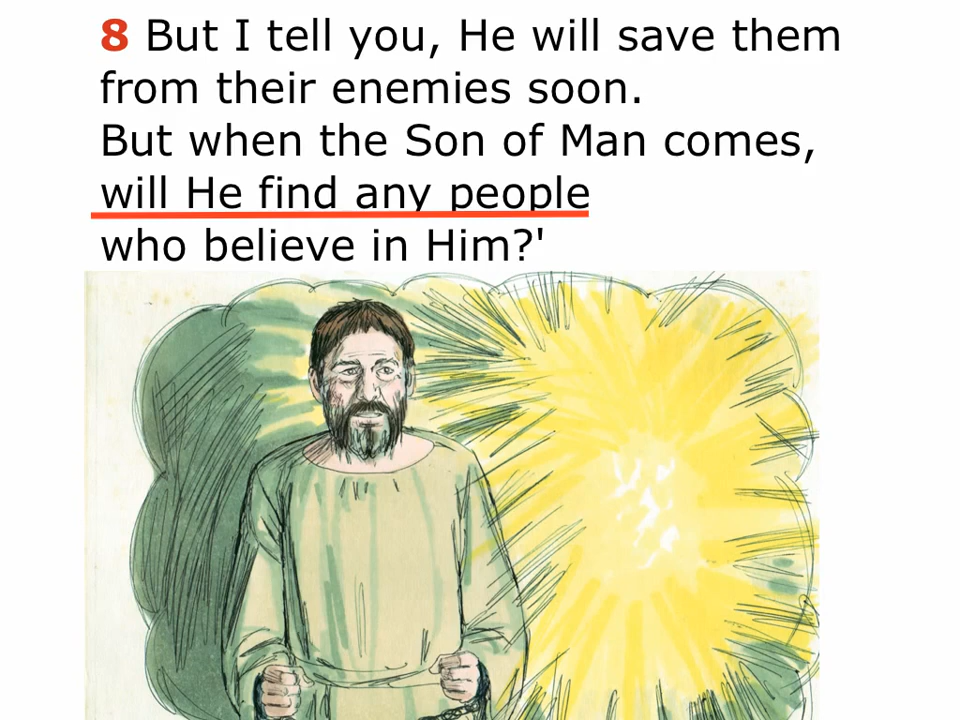 8 But I tell you, He will save them
from their enemies soon.
But when the Son of Man comes,
will He find any people
who believe in Him?'